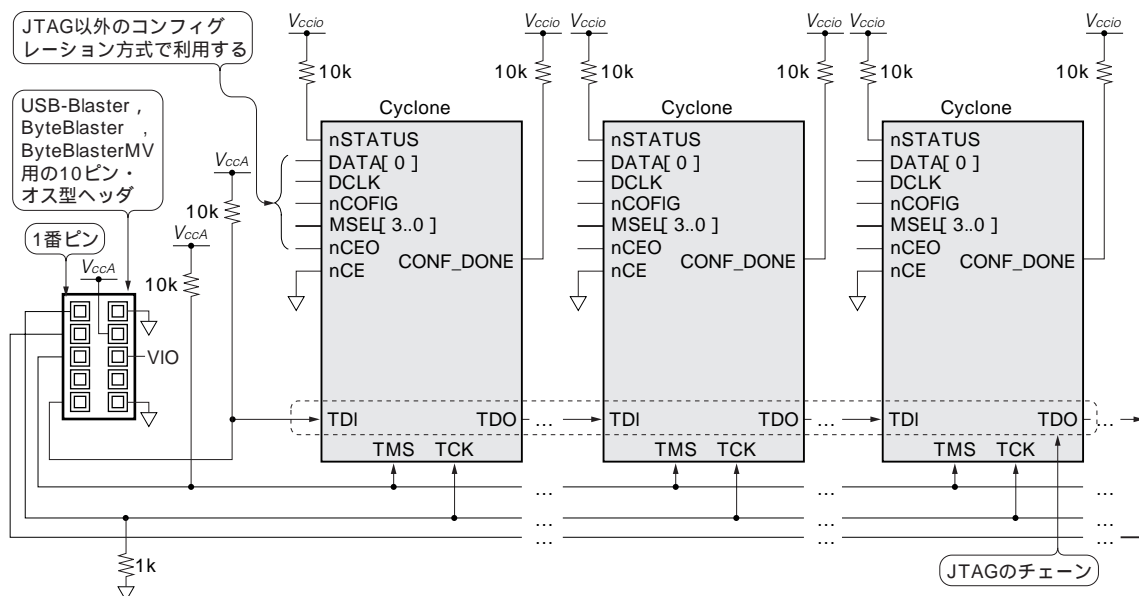 JTAG以外のコンフィグ
レーション方式で利用する
USB-Blaster，
ByteBlaster　，
ByteBlasterMV
用の10ピン・
オス型ヘッダ
1番ピン
VccA
VIO
VccA
10k
VccA
10k
Vccio
10k
Cyclone
nSTATUS
DATA[ 0 ]
DCLK
nCOFIG
MSEL[ 3..0 ]
nCEO
nCE
CONF_DONE
TDI
TDO
TMS TCK
Vccio
10k
...
...
...
...
Vccio
10k
Cyclone
nSTATUS
DATA[ 0 ]
DCLK
nCOFIG
MSEL[ 3..0 ]
nCEO
nCE
CONF_DONE
TDI
TDO
TMS TCK
Vccio
10k
...
...
...
...
Vccio
10k
Cyclone
nSTATUS
DATA[ 0 ]
DCLK
nCOFIG
MSEL[ 3..0 ]
nCEO
nCE
CONF_DONE
TDI
TDO
TMS TCK
Vccio
10k
...
...
...
...
1k
JTAGのチェーン